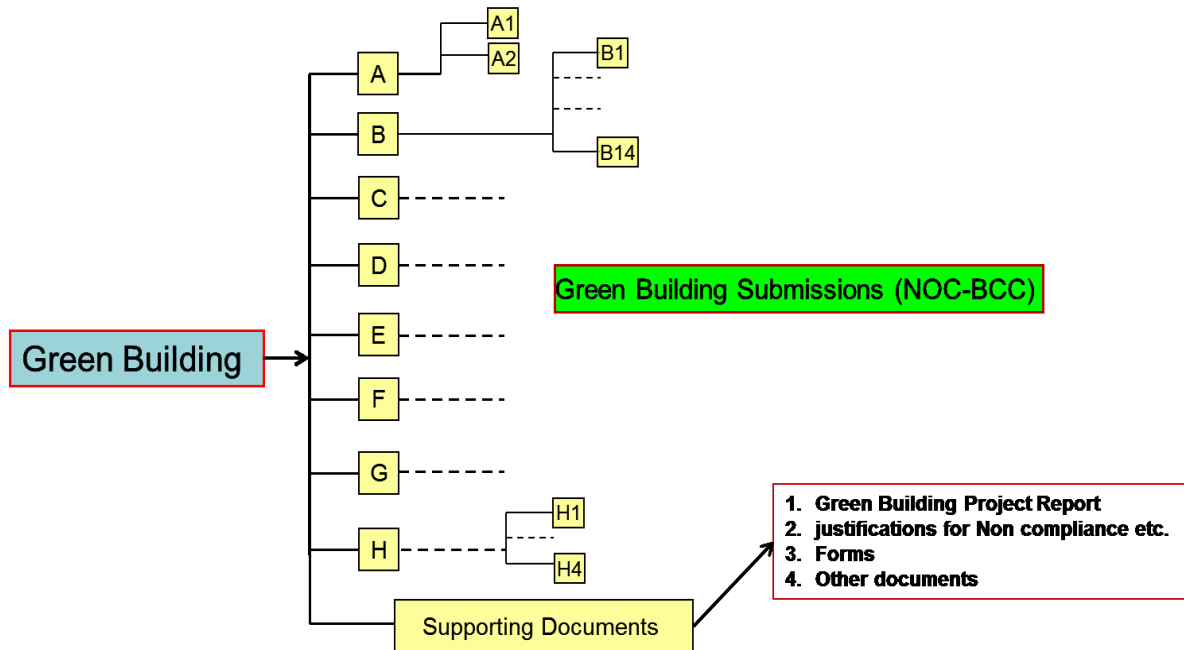 A1
A2
A
B1
B
B14
C
D
Green Building Submissions (NOC-BCC)
E
Green Building
F
G
1. Green Building Project Report
2. justifications for Non compliance etc.
3. Forms
4. Other documents
H1
H
H4
Supporting Documents